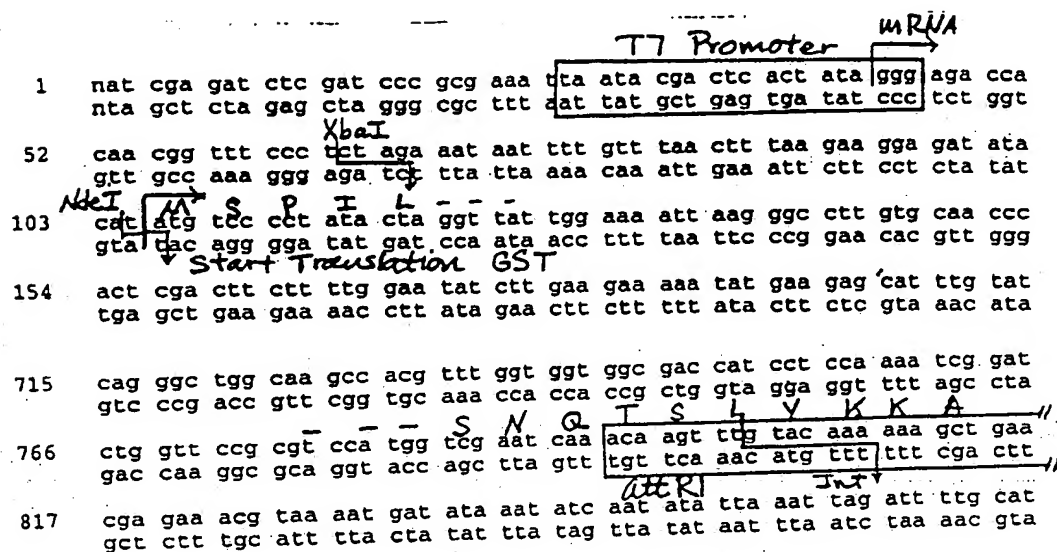 T7 Promoter mRNA
1 nat cga gat ctc gat ccc gcg aaa tta ata cga ctc act ata ggg aga cca
nta gct cta gag cta ggg cgc ttt aat tat gct gag tga tat ccc tct ggt
XbaI
52 caa cgg ttt ccc tct aga aat aat ttt gtt taa ctt taa gaa gga gat ata
gtt gcc aaa ggg aga tct tta tta aaa caa att gaa att ctt cct cta tat
NdeI M S P I L - - -
103 cat atg tcc cct ata cta ggt tat tgg aaa att aag ggc ctt gtg caa ccc
gta tac agg gga tat gat cca ata acc ttt taa ttc ccg gaa cac gtt ggg
Start Translation GST
154 act cga ctt ctt ttg gaa tat ctt gaa gaa aaa tat gaa gag cat ttg tat
tga gct gaa gaa aac ctt ata gaa ctt ctt ttt ata ctt ctc gta aac ata
715 cag ggc tgg caa gcc acg ttt ggt ggt ggc gac cat cct cca aaa tcg gat
gtc ccg acc gtt cgg tgc aaa cca cca ccg ctg gta gga ggt ttt agc cta
- - - S N Q T S L Y K K A
766 ctg gtt ccg cgt cca tgg tcg aat caa aca agt ttg tac aaa aaa gct gaa
gac caa ggc gca ggt acc agc tta gtt tgt tca aac atg ttt ttt cga ctt
attR1 Int
817 cga gaa acg taa aat gat ata aat atc aat ata tta aat tag att ttg cat
gct ctt tgc att tta cta tat tta tag tta tat aat tta atc taa aac gta